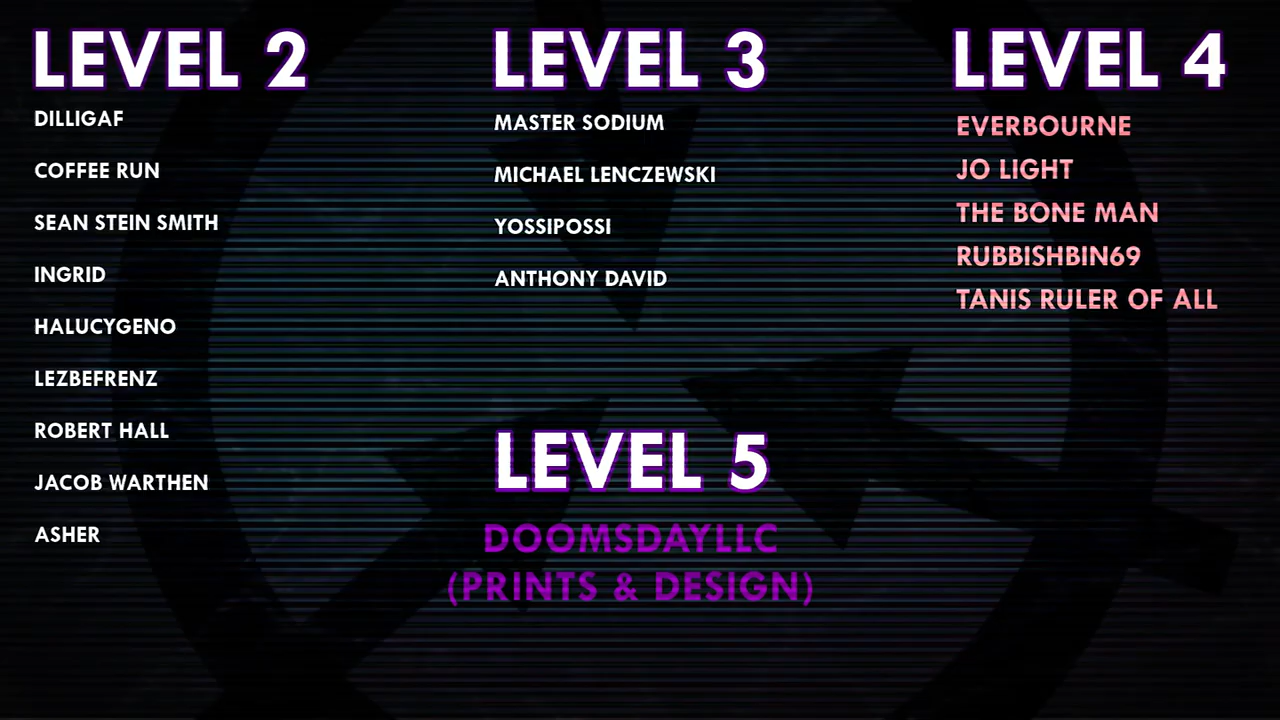 LEVEL 2
DILLIGAF
COFFEE RUN
SEAN STEIN SMITH
INGRID
HALUCYGENO
LEZBEFRENZ
ROBERT HALL
JACOB WARTHEN
ASHER
LEVEL 3
MASTER SODIUM
MICHAEL LENCZEWSKI
YOSSIPOSSI
ANTHONY DAVID
LEVEL 4
EVERBOURNE
JO LIGHT
THE BONE MAN
RUBBISHBIN69
TANIS RULER OF ALL
LEVEL 5
DOOMSDAYLLC
(PRINTS & DESIGN)